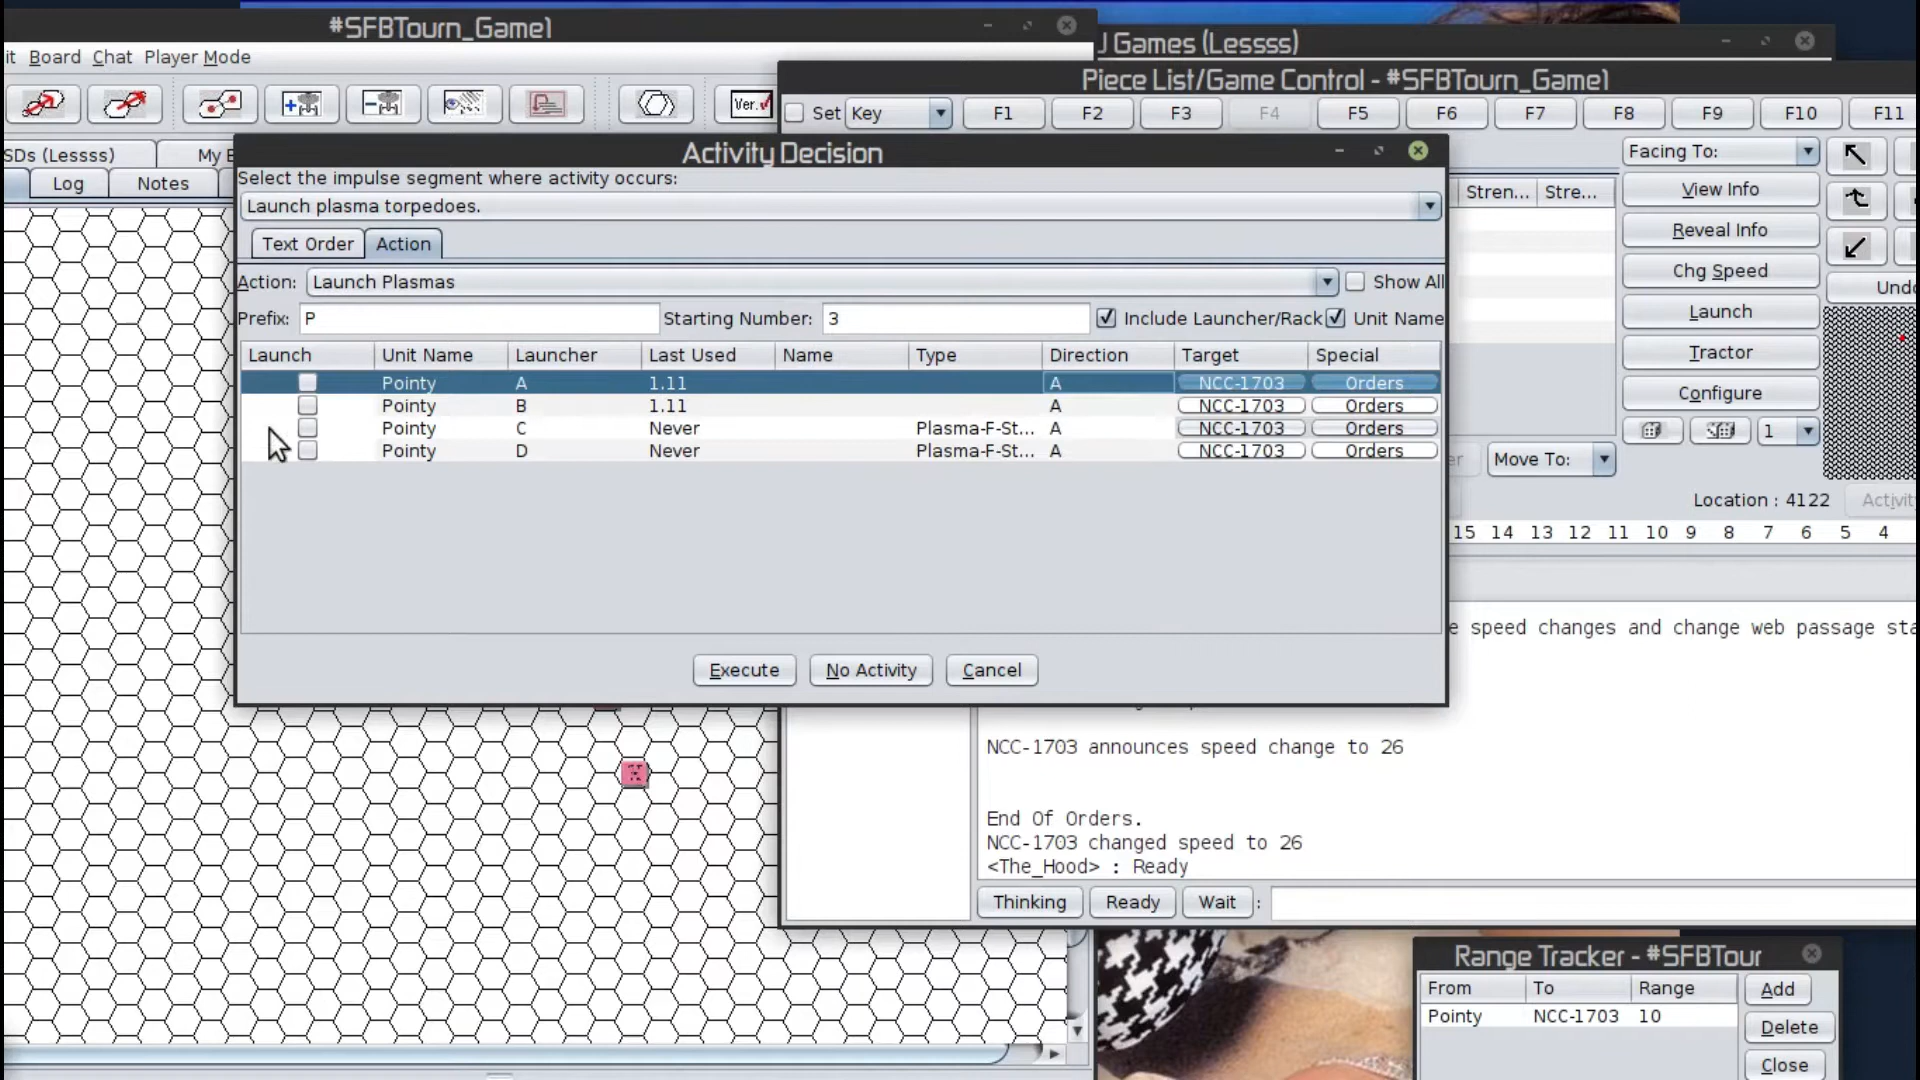 #SFBTourn_Game1
it Board Chat Player Mode
J Games (Lessss)
Piece List/Game Control - #SFBTourn_Game1
Ver.
Set Key F1 F2 F3 F4 F5 F6 F7 F8 F9 F10 F11
SDs (Lessss) My B
Log Notes
Activity Decision
Select the impulse segment where activity occurs:
Launch plasma torpedoes.
Text Order Action
Action: Launch Plasmas Show All
Prefix: P Starting Number: 3 Include Launcher/Rack Unit Name
Launch Unit Name Launcher Last Used Name Type Direction Target Special
Pointy A 1.11 A NCC-1703 Orders
Pointy B 1.11 A NCC-1703 Orders
Pointy C Never Plasma-F-St... A NCC-1703 Orders
Pointy D Never Plasma-F-St... A NCC-1703 Orders
Execute No Activity Cancel
Stren... Stre...
Facing To:
View Info
Reveal Info
Chg Speed
Launch
Tractor
Configure
Undo
1
er Move To:
Location : 4122 Activit
15 14 13 12 11 10 9 8 7 6 5 4
e speed changes and change web passage sta
NCC-1703 announces speed change to 26
End Of Orders.
NCC-1703 changed speed to 26
<The_Hood> : Ready
Thinking Ready Wait :
Range Tracker - #SFBTour
From To Range
Pointy NCC-1703 10
Add
Delete
Close